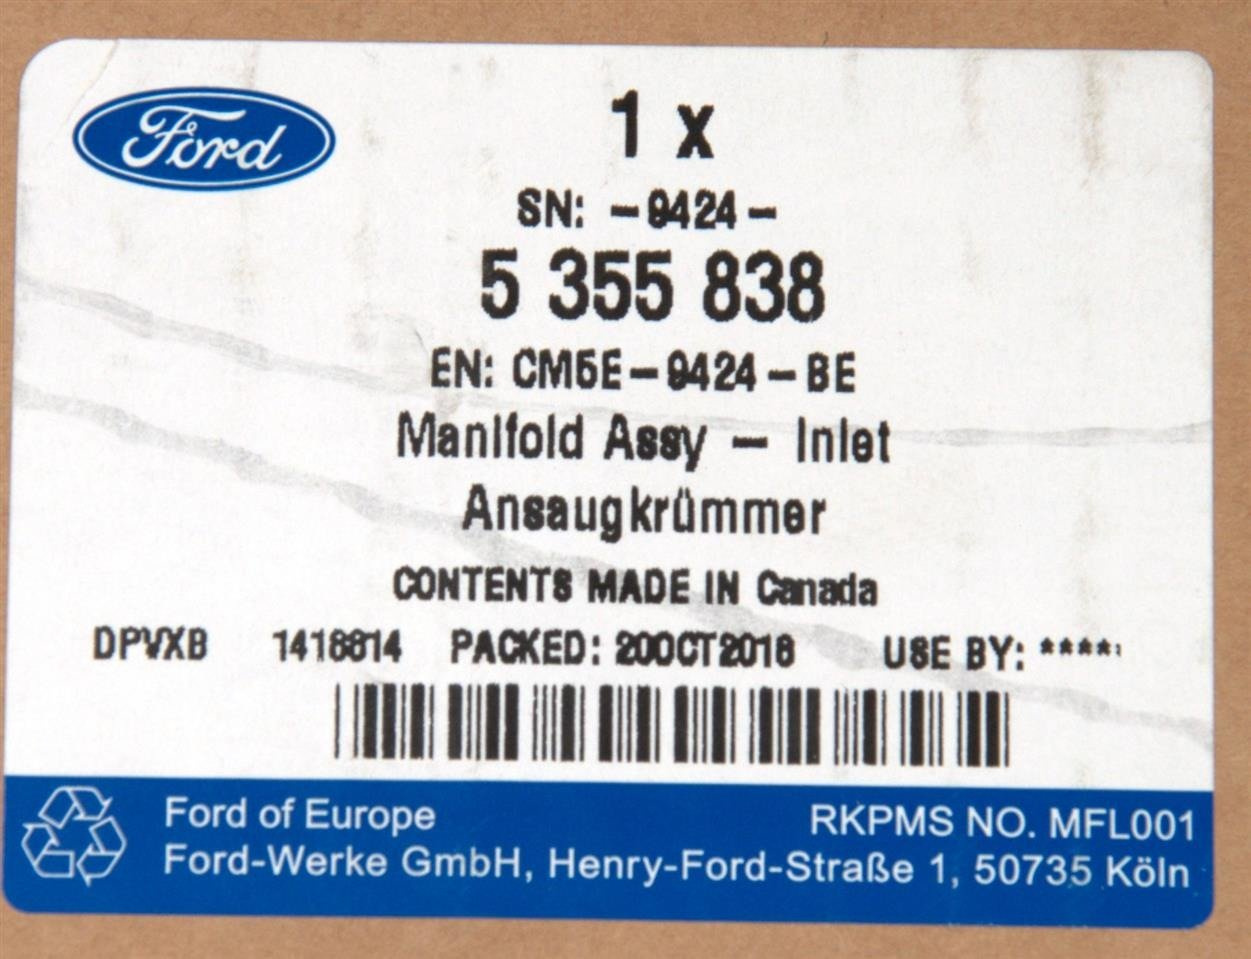 Ford
1 x
SN: -9424-
5 355 838
EN: CM5E-9424-BE
Manifold Assy - Inlet
Ansaugkrümmer
CONTENTS MADE IN Canada
DPVXB 1418814 PACKED: 20OCT2018 USE BY: ****
Ford of Europe RKPMS NO. MFL001
Ford-Werke GmbH, Henry-Ford-Straße 1, 50735 Köln